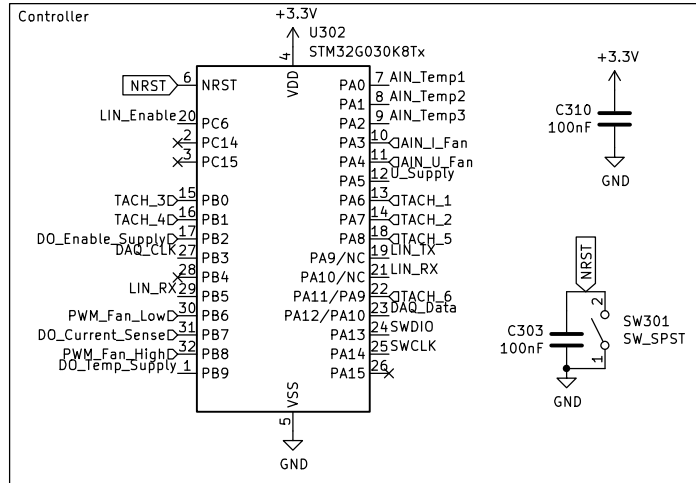 Controller
+3.3V
U302
STM32G030K8Tx
4
VDD
NRST 6 NRST
LIN_Enable 20 PC6
2 PC14
3 PC15
TACH_3 15 PB0
TACH_4 16 PB1
DO_Enable_Supply 17 PB2
DAQ_CLK 27 PB3
28 PB4
LIN_RX 29 PB5
PWM_Fan_Low 30 PB6
DO_Current_Sense 31 PB7
PWM_Fan_High 32 PB8
DO_Temp_Supply 1 PB9
PA0 7 AIN_Temp1
PA1 8 AIN_Temp2
PA2 9 AIN_Temp3
PA3 10 AIN_I_Fan
PA4 11 AIN_U_Fan
PA5 12 U_Supply
PA6 13 TACH_1
PA7 14 TACH_2
PA8 18 TACH_5
PA9/NC 19 LIN_TX
PA10/NC 21 LIN_RX
PA11/PA9 22 TACH_6
PA12/PA10 23 DAQ_Data
PA13 24 SWDIO
PA14 25 SWCLK
PA15 26
VSS
5
GND
+3.3V
C310
100nF
GND
NRST
C303
100nF
2
SW301
SW_SPST
1
GND